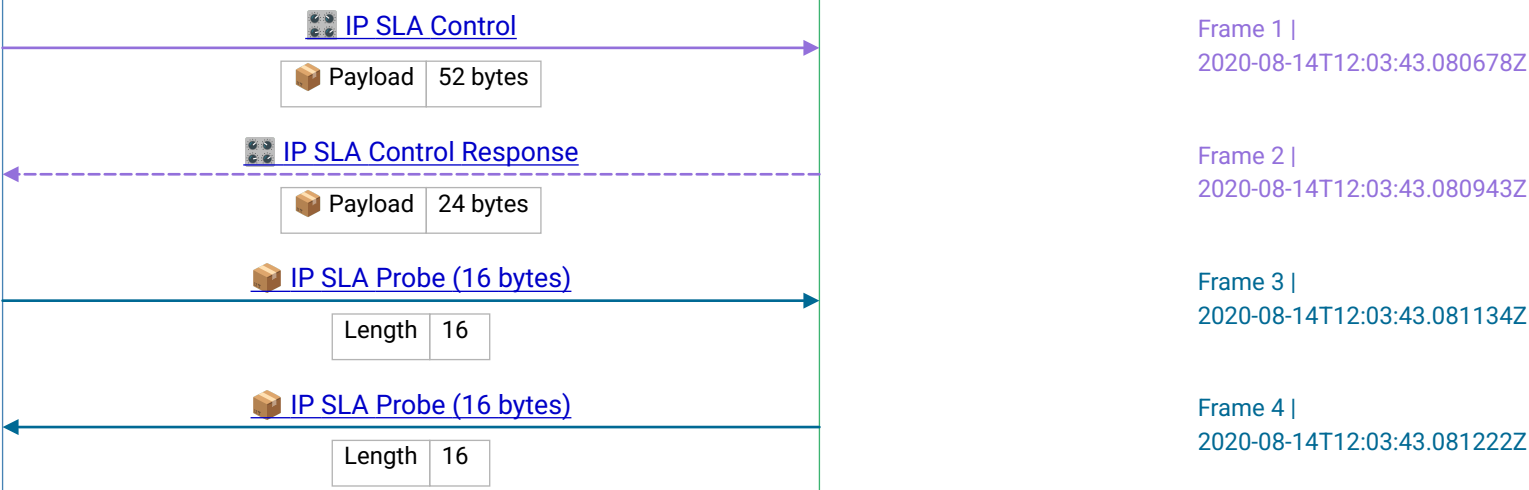 🎛️ IP SLA Control
Frame 1 |
2020-08-14T12:03:43.080678Z
📦 Payload 52 bytes
🎛️ IP SLA Control Response
Frame 2 |
2020-08-14T12:03:43.080943Z
📦 Payload 24 bytes
📦 IP SLA Probe (16 bytes)
Frame 3 |
2020-08-14T12:03:43.081134Z
Length 16
📦 IP SLA Probe (16 bytes)
Frame 4 |
2020-08-14T12:03:43.081222Z
Length 16